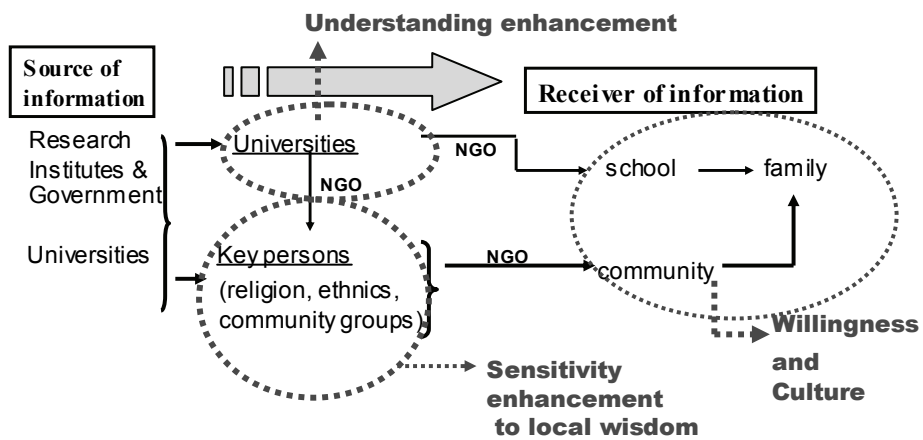 Understanding enhancement
Source of
information
Receiver of information
Research
Institutes &
Government
Universities
NGO
school
family
NGO
Universities
Key persons
(religion, ethnics,
community groups)
NGO
community
Willingness
and
Culture
Sensitivity
enhancement
to local wisdom